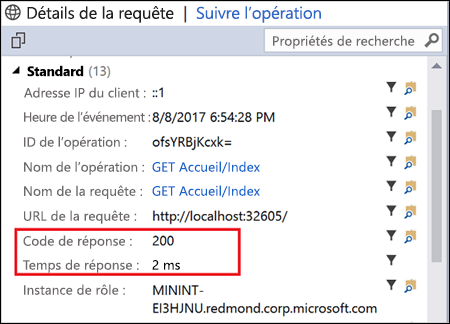 Détails de la requête | Suivre l'opération
Propriétés de recherche
Standard (13)
Adresse IP du client : ::1
Heure de l'événement : 8/8/2017 6:54:28 PM
ID de l'opération : ofsYRBjKcxk=
Nom de l'opération : GET Accueil/Index
Nom de la requête : GET Accueil/Index
URL de la requête : http://localhost:32605/
Code de réponse : 200
Temps de réponse : 2 ms
Instance de rôle : MININT-
EI3HJNU.redmond.corp.microsoft.com